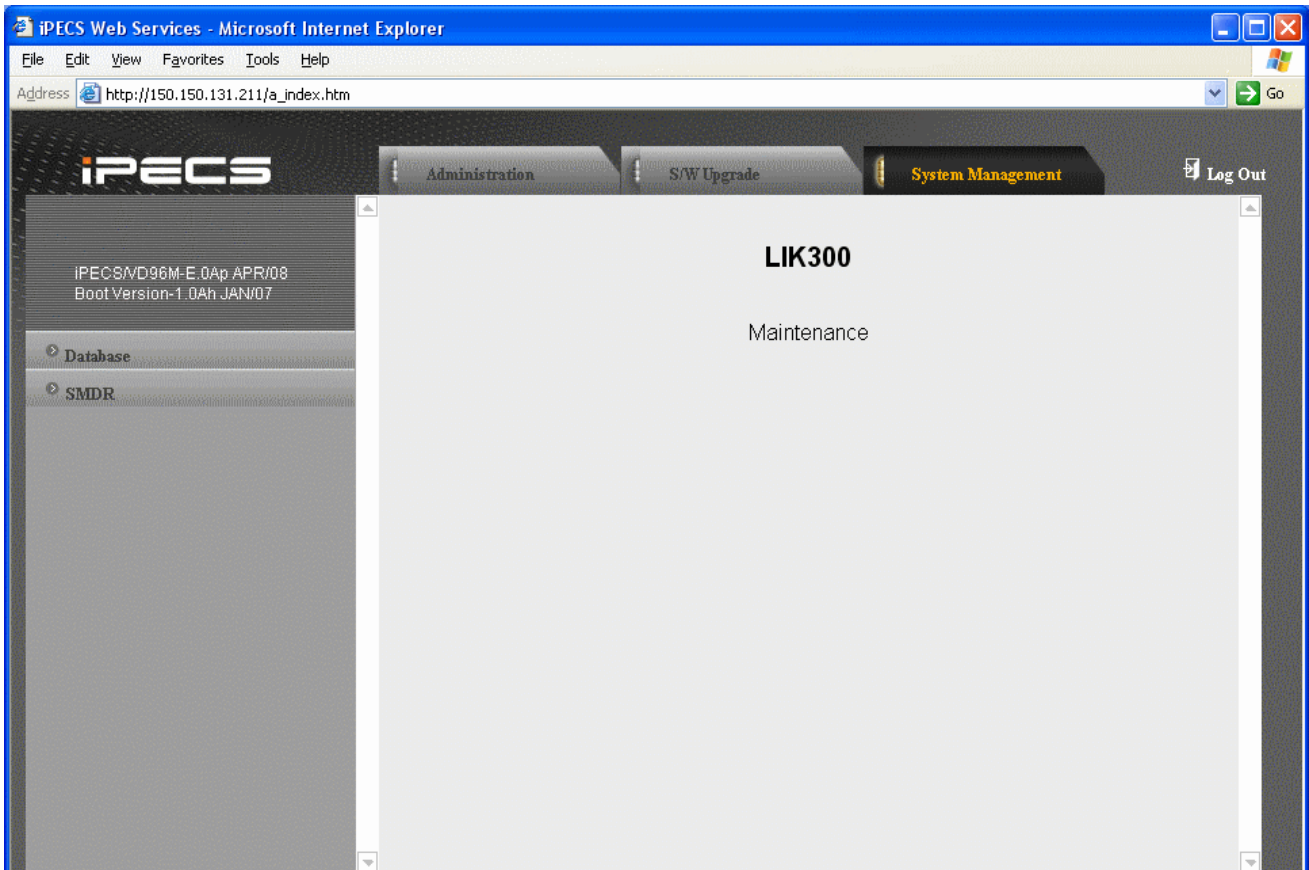 iPECS Web Services - Microsoft Internet Explorer
File Edit View Favorites Tools Help
Address http://150.150.131.211/a_index.htm Go
iPECS Administration S/W Upgrade System Management Log Out
iPECS/VD96M-E.0Ap APR/08
Boot Version-1.0Ah JAN/07
Database
SMDR
LIK300
Maintenance